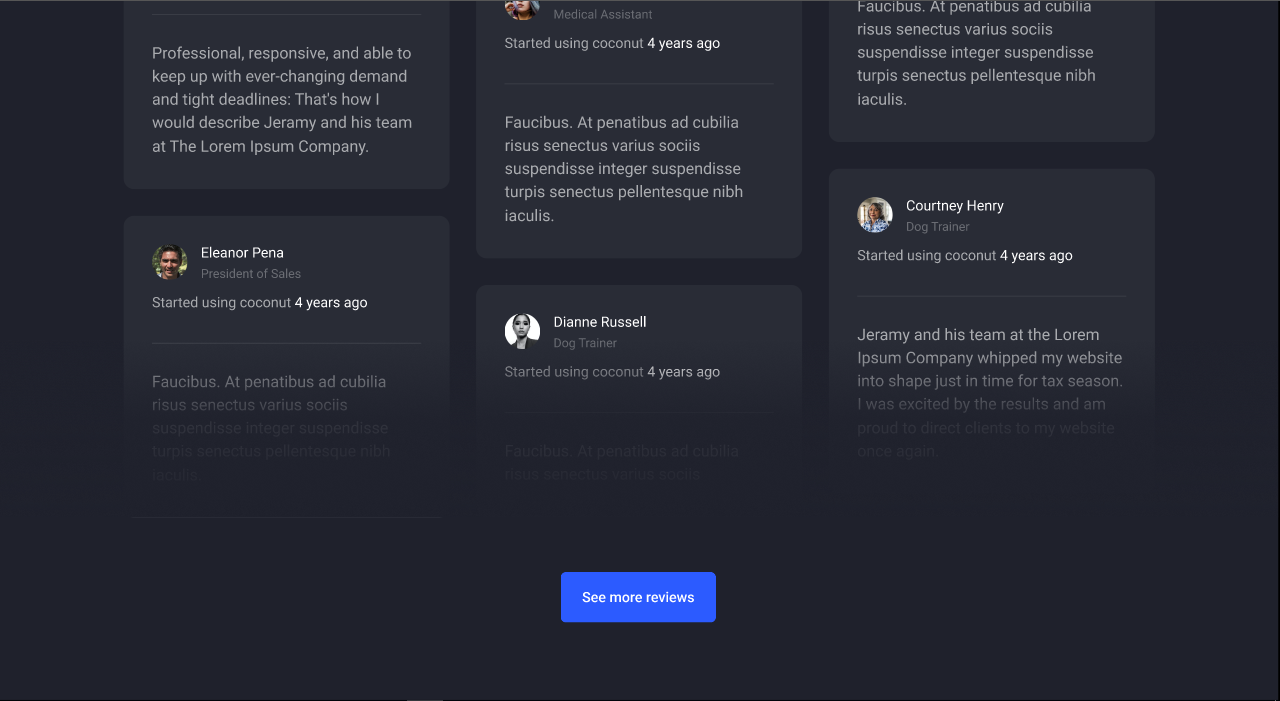 Professional, responsive, and able to
keep up with ever-changing demand
and tight deadlines: That's how I
would describe Jeramy and his team
at The Lorem Ipsum Company.
Eleanor Pena
President of Sales
Started using coconut 4 years ago
Faucibus. At penatibus ad cubilia
risus senectus varius sociis
suspendisse integer suspendisse
turpis senectus pellentesque nibh
iaculis.
Medical Assistant
Started using coconut 4 years ago
Faucibus. At penatibus ad cubilia
risus senectus varius sociis
suspendisse integer suspendisse
turpis senectus pellentesque nibh
iaculis.
Dianne Russell
Dog Trainer
Started using coconut 4 years ago
Faucibus. At penatibus ad cubilia
risus senectus varius sociis
Faucibus. At penatibus ad cubilia
risus senectus varius sociis
suspendisse integer suspendisse
turpis senectus pellentesque nibh
iaculis.
Courtney Henry
Dog Trainer
Started using coconut 4 years ago
Jeramy and his team at the Lorem
Ipsum Company whipped my website
into shape just in time for tax season.
I was excited by the results and am
proud to direct clients to my website
once again.
See more reviews